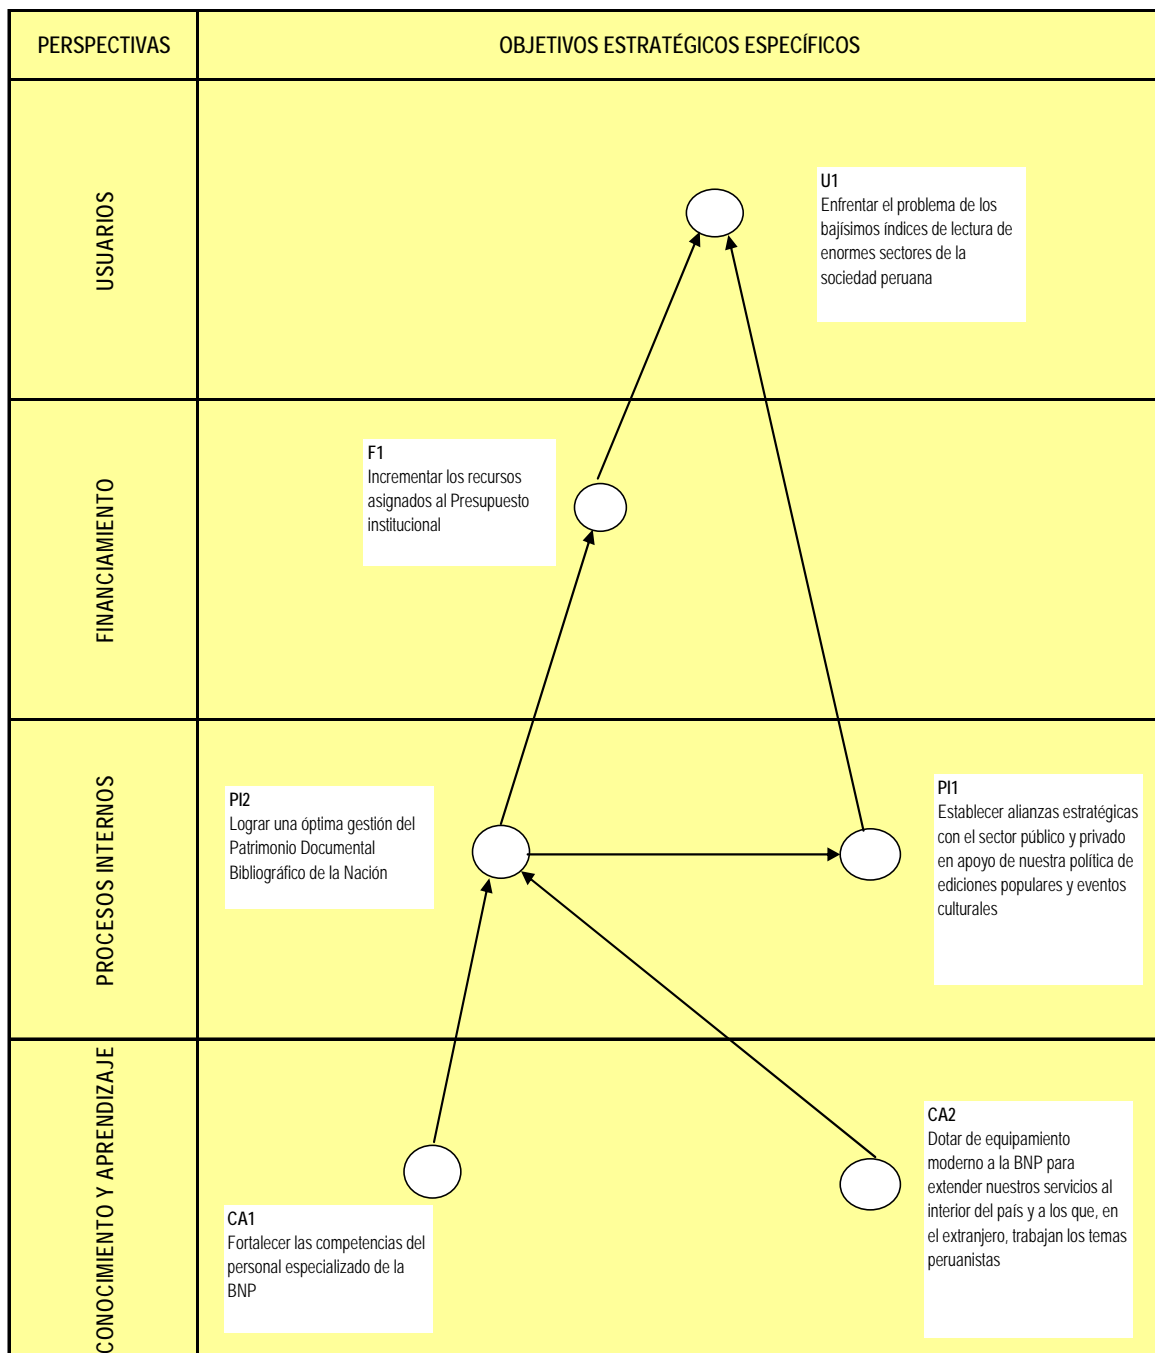 PERSPECTIVAS
OBJETIVOS ESTRATÉGICOS ESPECÍFICOS
USUARIOS
U1
Enfrentar el problema de los
bajísimos índices de lectura de
enormes sectores de la
sociedad peruana
FINANCIAMIENTO
F1
Incrementar los recursos
asignados al Presupuesto
institucional
PROCESOS INTERNOS
PI2
Lograr una óptima gestión del
Patrimonio Documental
Bibliográfico de la Nación
PI1
Establecer alianzas estratégicas
con el sector público y privado
en apoyo de nuestra política de
ediciones populares y eventos
culturales
CONOCIMIENTO Y APRENDIZAJE
CA1
Fortalecer las competencias del
personal especializado de la
BNP
CA2
Dotar de equipamiento
moderno a la BNP para
extender nuestros servicios al
interior del país y a los que, en
el extranjero, trabajan los temas
peruanistas